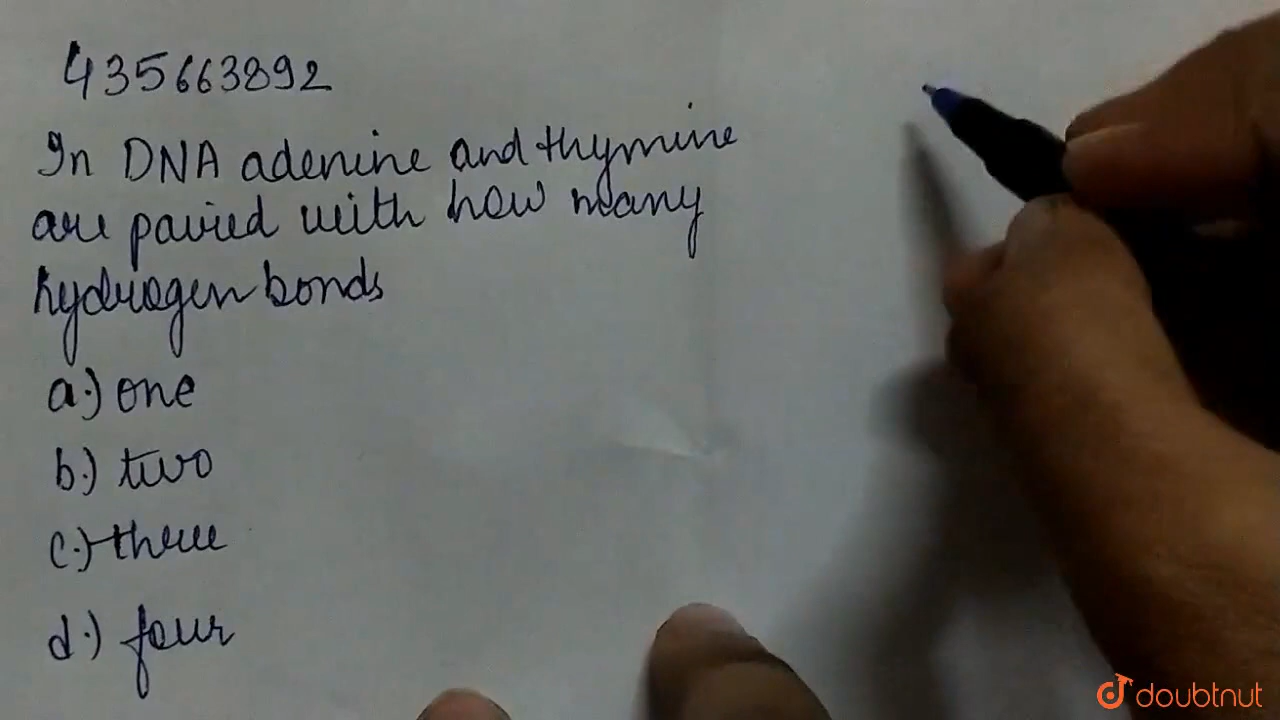 435663892
In DNA adenine and thymine
are paired with how many
hydrogen bonds
a.) one
b.) two
c.) three
d.) four
doubtnut